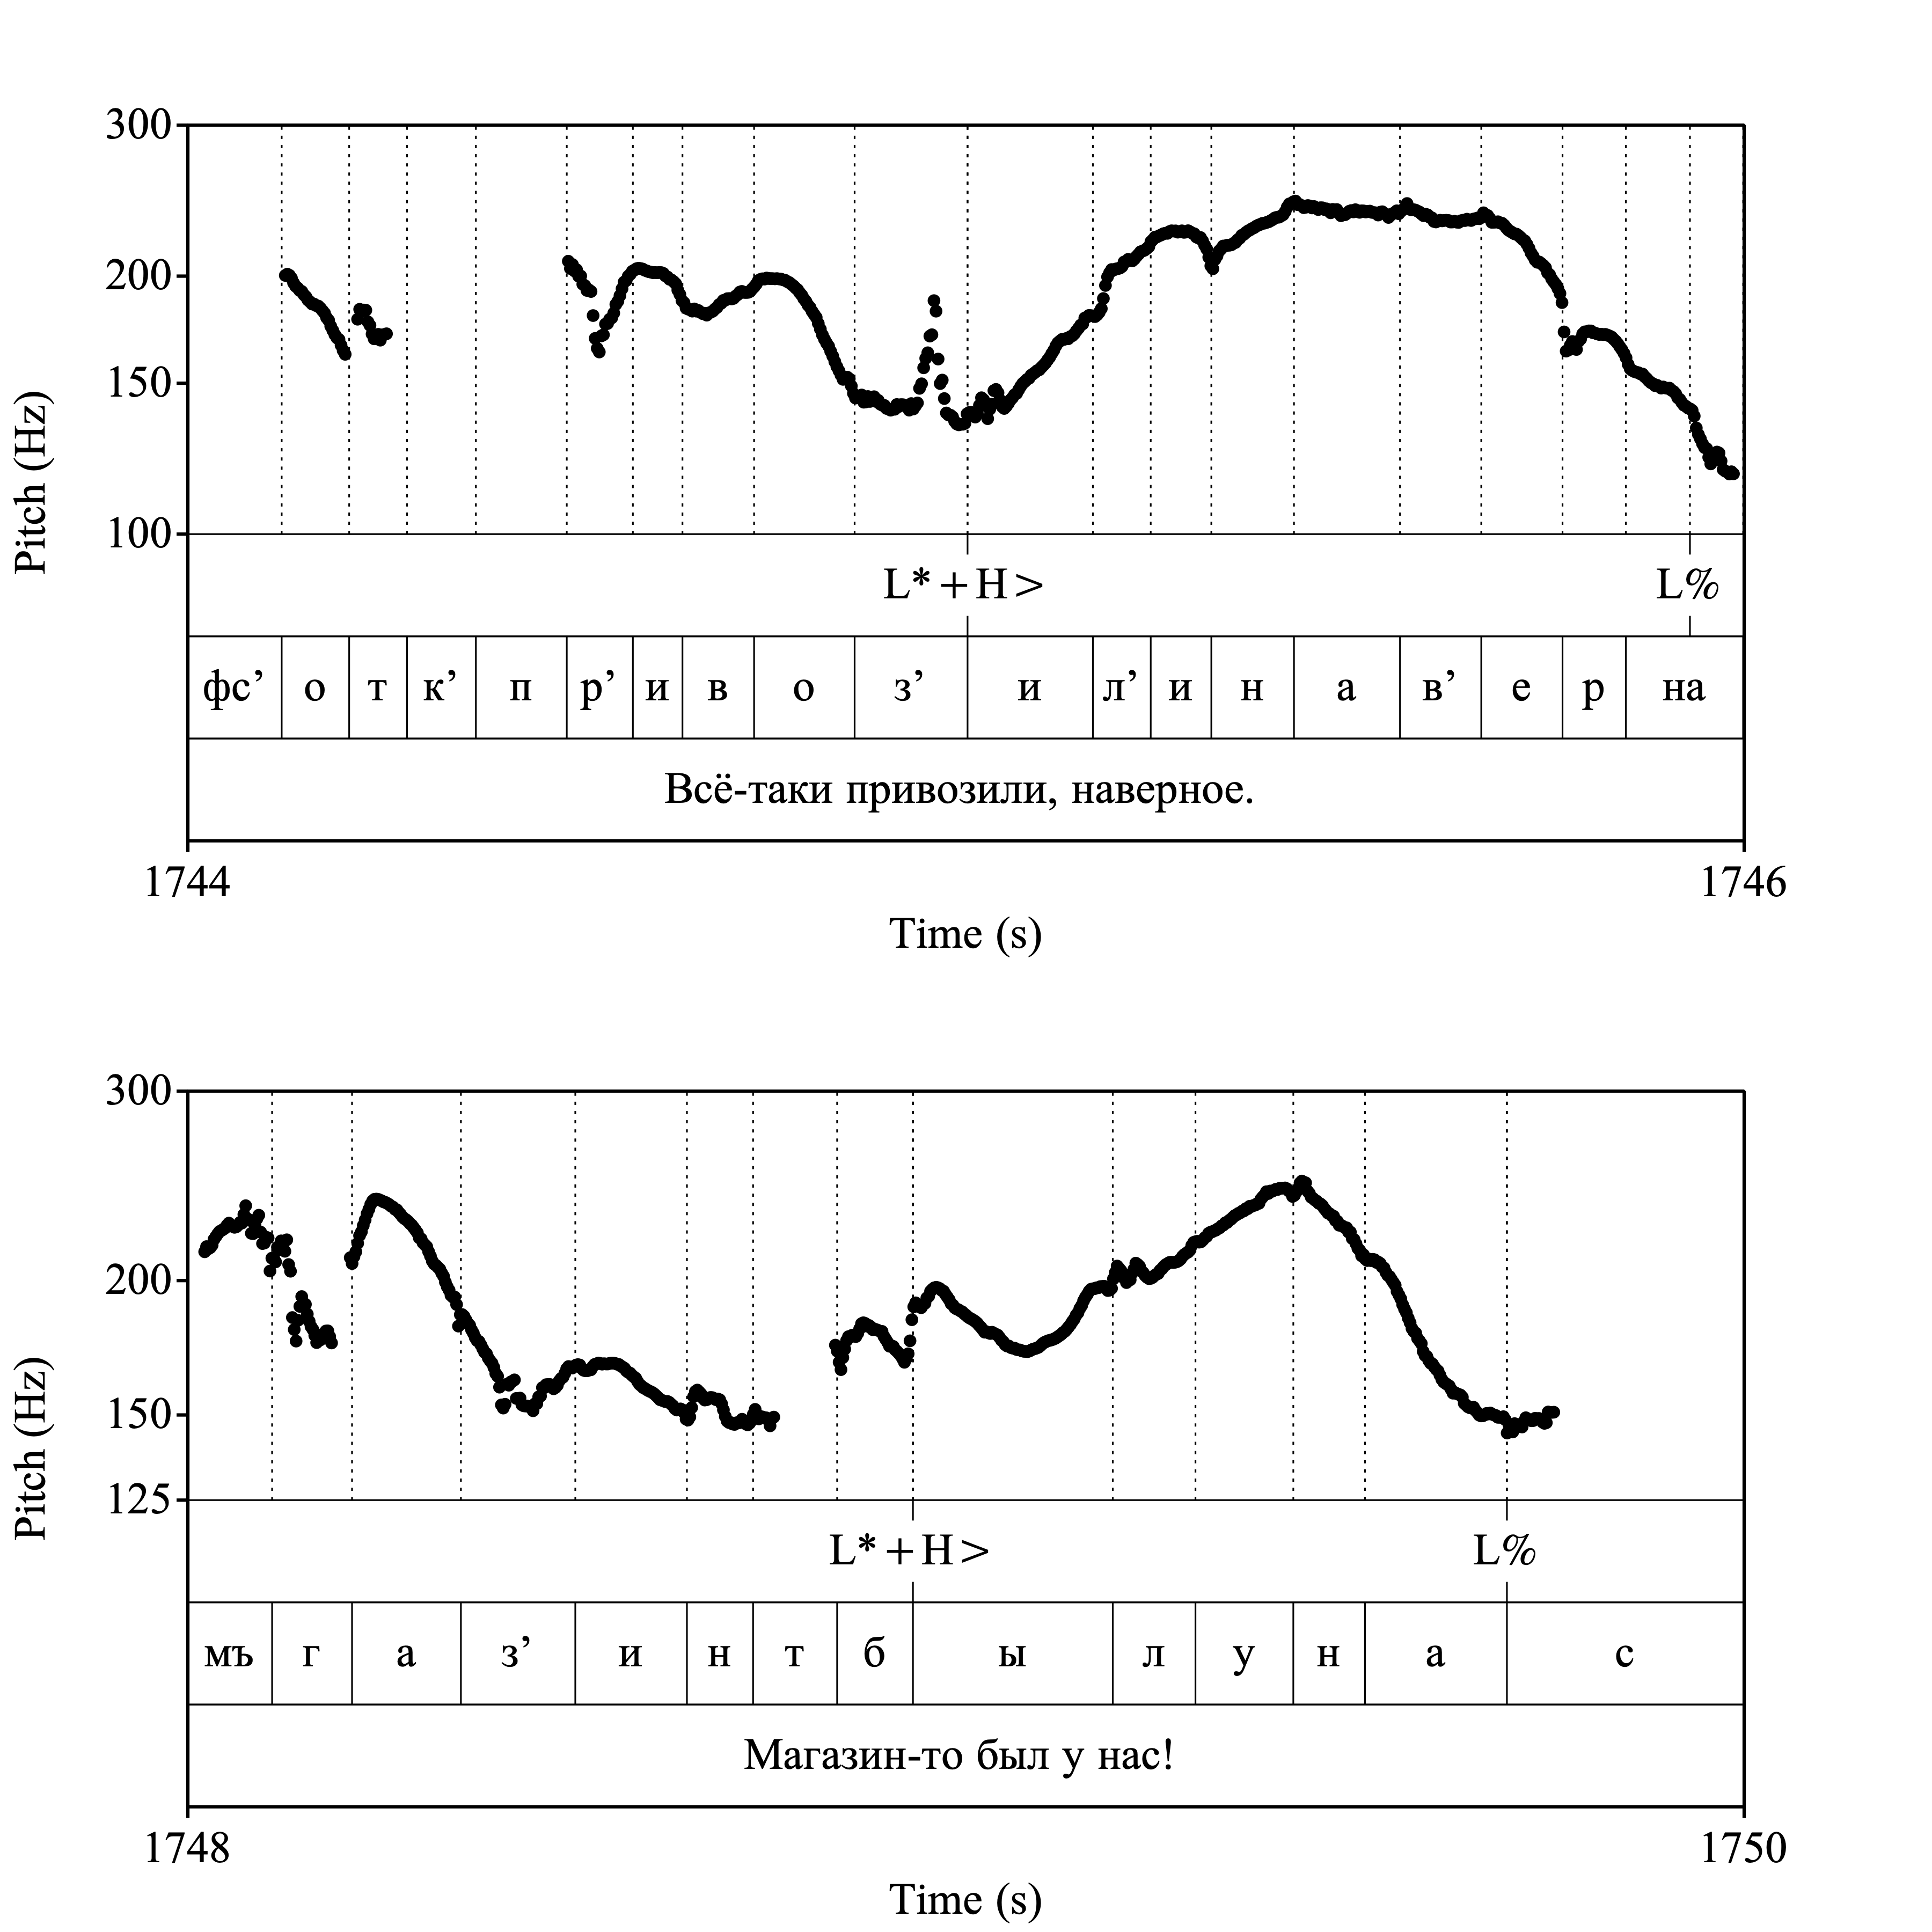 300
200
150
100
Pitch (Hz)
L*+H> L%
фс’ о т к’ п р’ и в о з’ и л’ и н а в’ е р на
Всё-таки привозили, наверное.
1744 1746
Time (s)
300
200
150
125
Pitch (Hz)
L*+H> L%
мъ г а з’ и н т б ы л у н а с
Магазин-то был у нас!
1748 1750
Time (s)